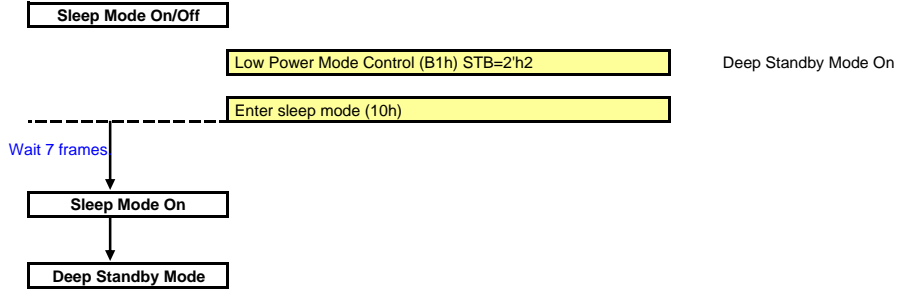 Sleep Mode On/Off
Low Power Mode Control (B1h) STB=2'h2 Deep Standby Mode On
Enter sleep mode (10h)
Wait 7 frames
Sleep Mode On
Deep Standby Mode